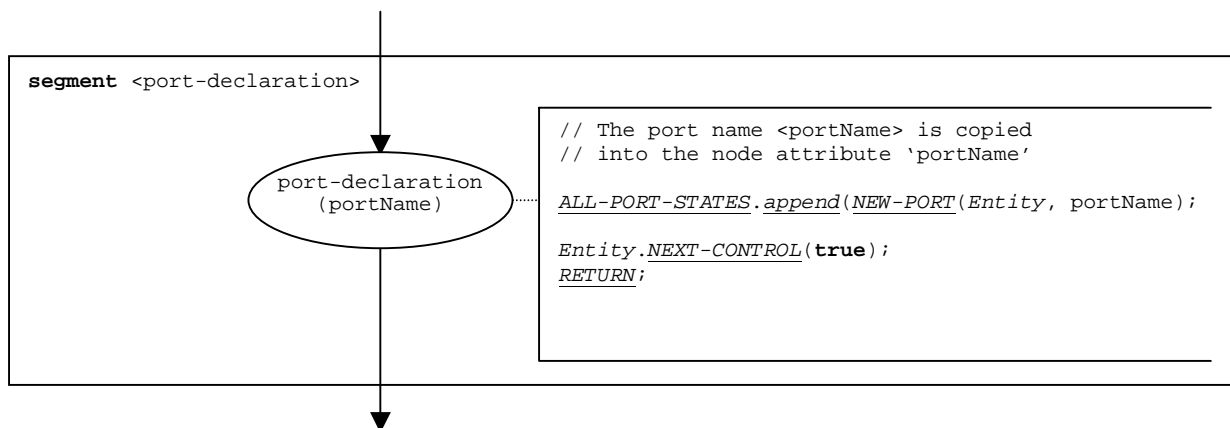 segment <port-declaration>
port-declaration
(portName)
// The port name <portName> is copied
// into the node attribute ‘portName’
ALL-PORT-STATES.append(NEW-PORT(Entity, portName);
Entity.NEXT-CONTROL(true);
RETURN;